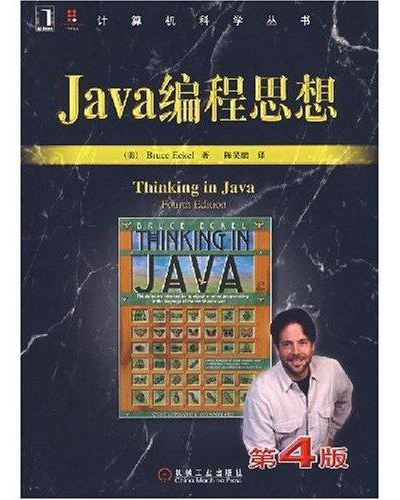 计算机科学丛书
Java编程思想
(美) Bruce Eckel 著 陈昊鹏 译
Thinking in Java
Fourth Edition
BRUCE ECKEL
THINKING IN
JAVA
第4版
机械工业出版社
China Machine Press